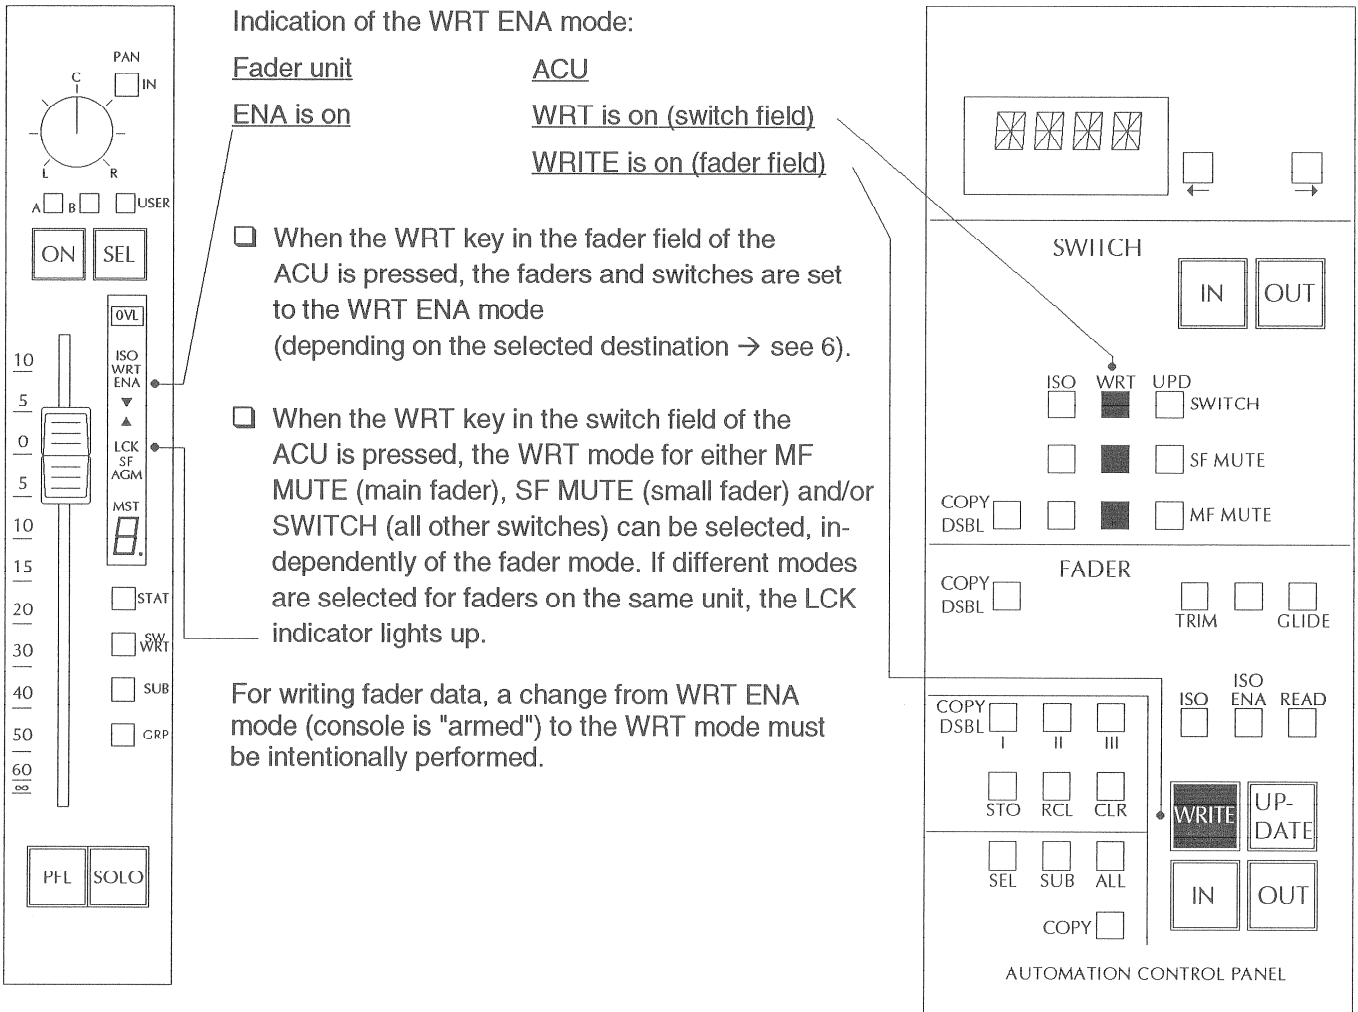 Indication of the WRT ENA mode:
Fader unit
ACU
ENA is on
WRT is on (switch field)
WRITE is on (fader field)
❑ When the WRT key in the fader field of the
ACU is pressed, the faders and switches are set
to the WRT ENA mode
(depending on the selected destination → see 6).
❑ When the WRT key in the switch field of the
ACU is pressed, the WRT mode for either MF
MUTE (main fader), SF MUTE (small fader) and/or
SWITCH (all other switches) can be selected, in-
dependently of the fader mode. If different modes
are selected for faders on the same unit, the LCK
indicator lights up.
For writing fader data, a change from WRT ENA
mode (console is "armed") to the WRT mode must
be intentionally performed.
PAN
C
IN
L
R
A
B
USER
ON
SEL
OVL
ISO
WRT
ENA
▼
▲
LCK
SF
AGM
MST
8.
10
5
0
5
10
15
20
30
40
50
60
∞
STAT
SW
WRT
SUB
GRP
PFL
SOLO
←
→
SWITCH
IN
OUT
ISO
WRT
UPD
SWITCH
SF MUTE
COPY
DSBL
MF MUTE
FADER
COPY
DSBL
TRIM
GLIDE
ISO
ISO
ENA
READ
COPY
DSBL
I
II
III
STO
RCL
CLR
WRITE
UP-
DATE
SEL
SUB
ALL
IN
OUT
COPY
AUTOMATION CONTROL PANEL